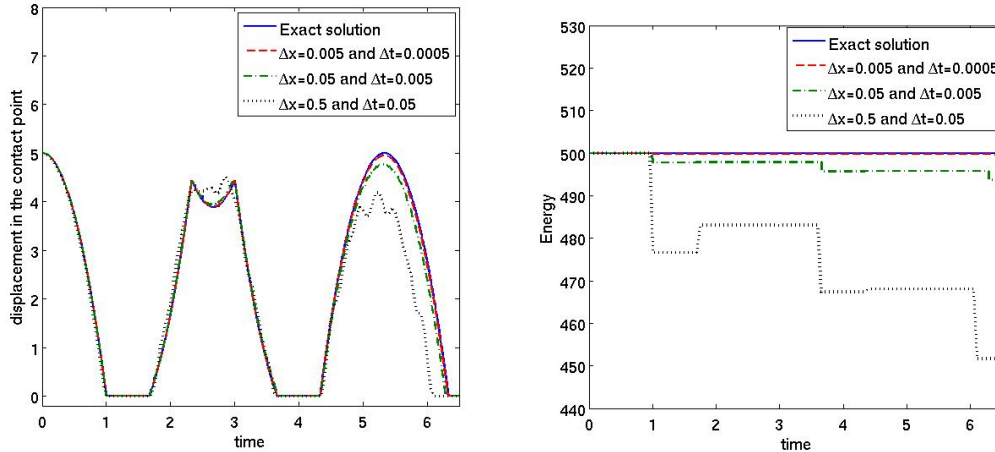 8
7
6
5
4
3
2
1
0
displacement in the contact point
Exact solution
Δx=0.005 and Δt=0.0005
Δx=0.05 and Δt=0.005
Δx=0.5 and Δt=0.05
0 1 2 3 4 5 6
time
530
520
510
500
490
480
470
460
450
440
Energy
Exact solution
Δx=0.005 and Δt=0.0005
Δx=0.05 and Δt=0.005
Δx=0.5 and Δt=0.05
0 1 2 3 4 5 6
time